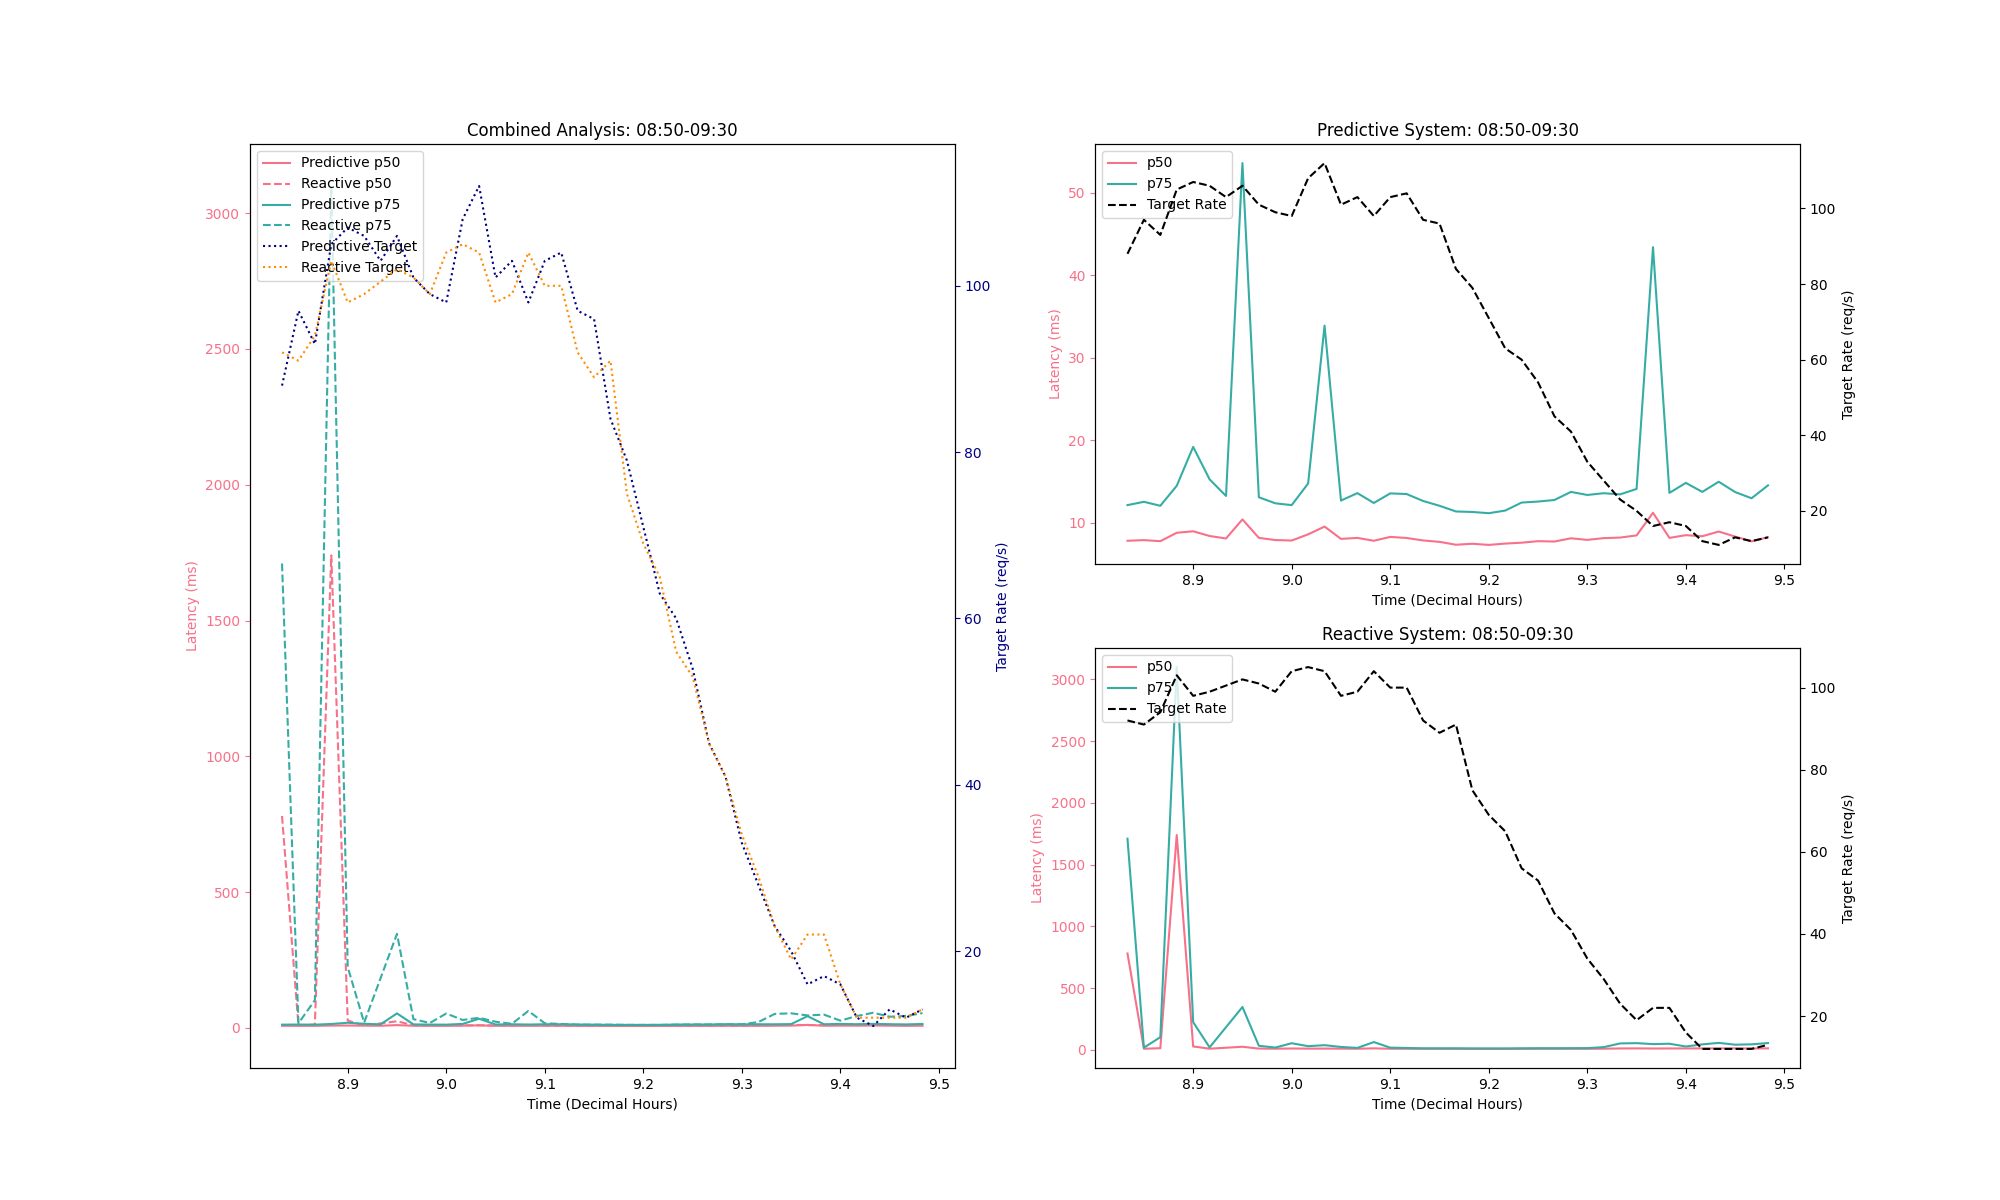 Combined Analysis: 08:50-09:30
Predictive p50
Reactive p50
Predictive p75
Reactive p75
Predictive Target
Reactive Target
3000
2500
2000
1500
1000
500
0
Latency (ms)
100
80
60
40
20
Target Rate (req/s)
8.9 9.0 9.1 9.2 9.3 9.4 9.5
Time (Decimal Hours)
Predictive System: 08:50-09:30
p50
p75
Target Rate
50
40
30
20
10
Latency (ms)
100
80
60
40
20
Target Rate (req/s)
8.9 9.0 9.1 9.2 9.3 9.4 9.5
Time (Decimal Hours)
Reactive System: 08:50-09:30
p50
p75
Target Rate
3000
2500
2000
1500
1000
500
0
Latency (ms)
100
80
60
40
20
Target Rate (req/s)
8.9 9.0 9.1 9.2 9.3 9.4 9.5
Time (Decimal Hours)